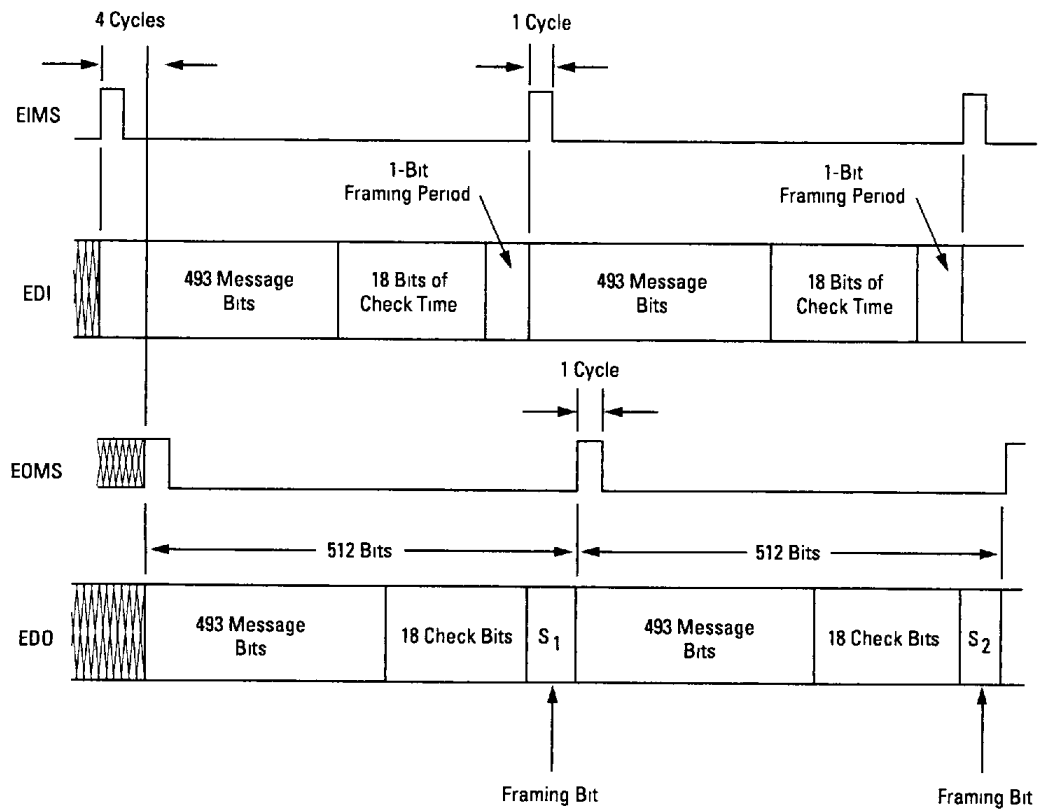 4 Cycles
1 Cycle
EIMS
1-Bit
Framing Period
1-Bit
Framing Period
EDI
493 Message
Bits
18 Bits of
Check Time
493 Message
Bits
18 Bits of
Check Time
1 Cycle
EOMS
512 Bits
512 Bits
EDO
493 Message
Bits
18 Check Bits
S1
493 Message
Bits
18 Check Bits
S2
Framing Bit
Framing Bit